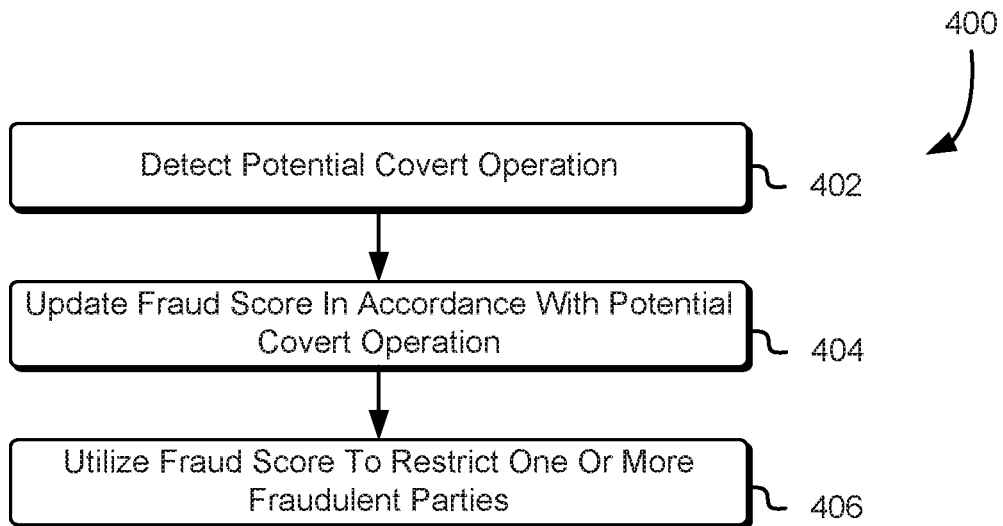 400
Detect Potential Covert Operation
402
Update Fraud Score In Accordance With Potential
Covert Operation
404
Utilize Fraud Score To Restrict One Or More
Fraudulent Parties
406